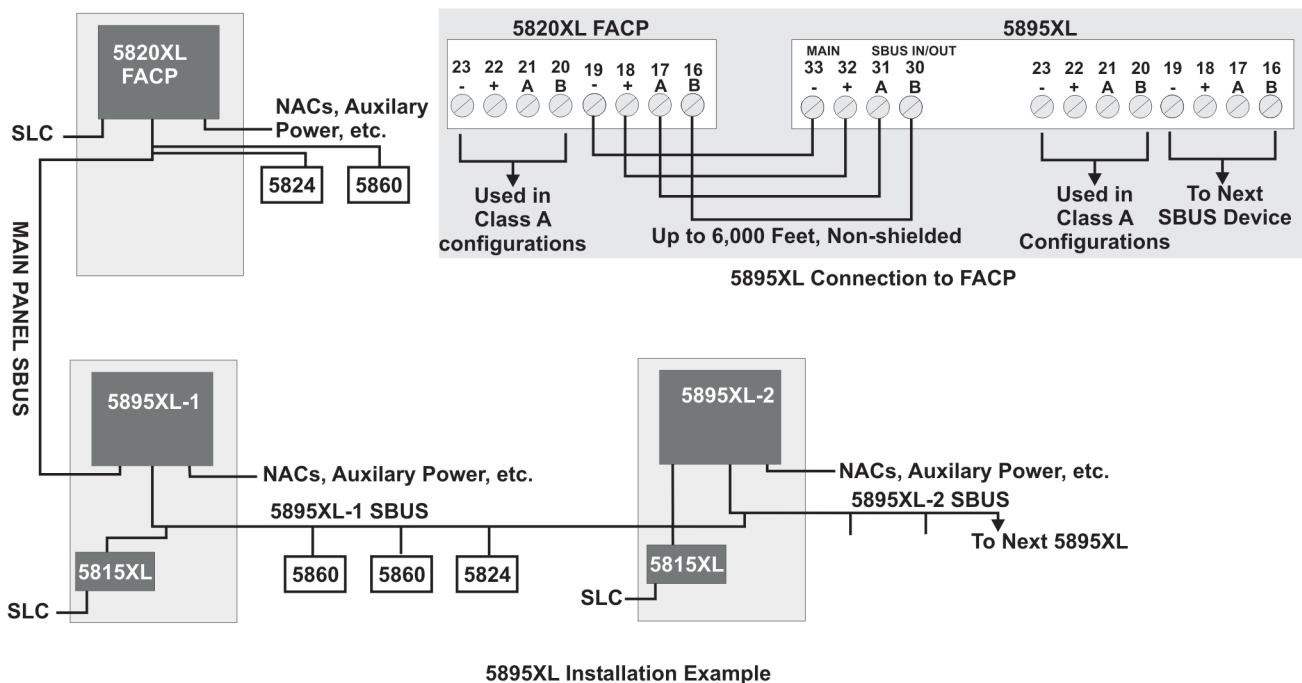 5820XL
FACP
NACs, Auxilary
Power, etc.
SLC
5824
5860
MAIN PANEL SBUS
5820XL FACP
5895XL
MAIN
SBUS IN/OUT
23 22 21 20 19 18 17 16
- + A B - + A B
33 32 31 30
- + A B
23 22 21 20 19 18 17 16
- + A B - + A B
Used in
Class A
configurations
Up to 6,000 Feet, Non-shielded
Used in
Class A
Configurations
To Next
SBUS Device
5895XL Connection to FACP
5895XL-1
NACs, Auxilary Power, etc.
5895XL-1 SBUS
5815XL
SLC
5860
5860
5824
5895XL-2
NACs, Auxilary Power, etc.
5895XL-2 SBUS
To Next 5895XL
5815XL
SLC
5895XL Installation Example